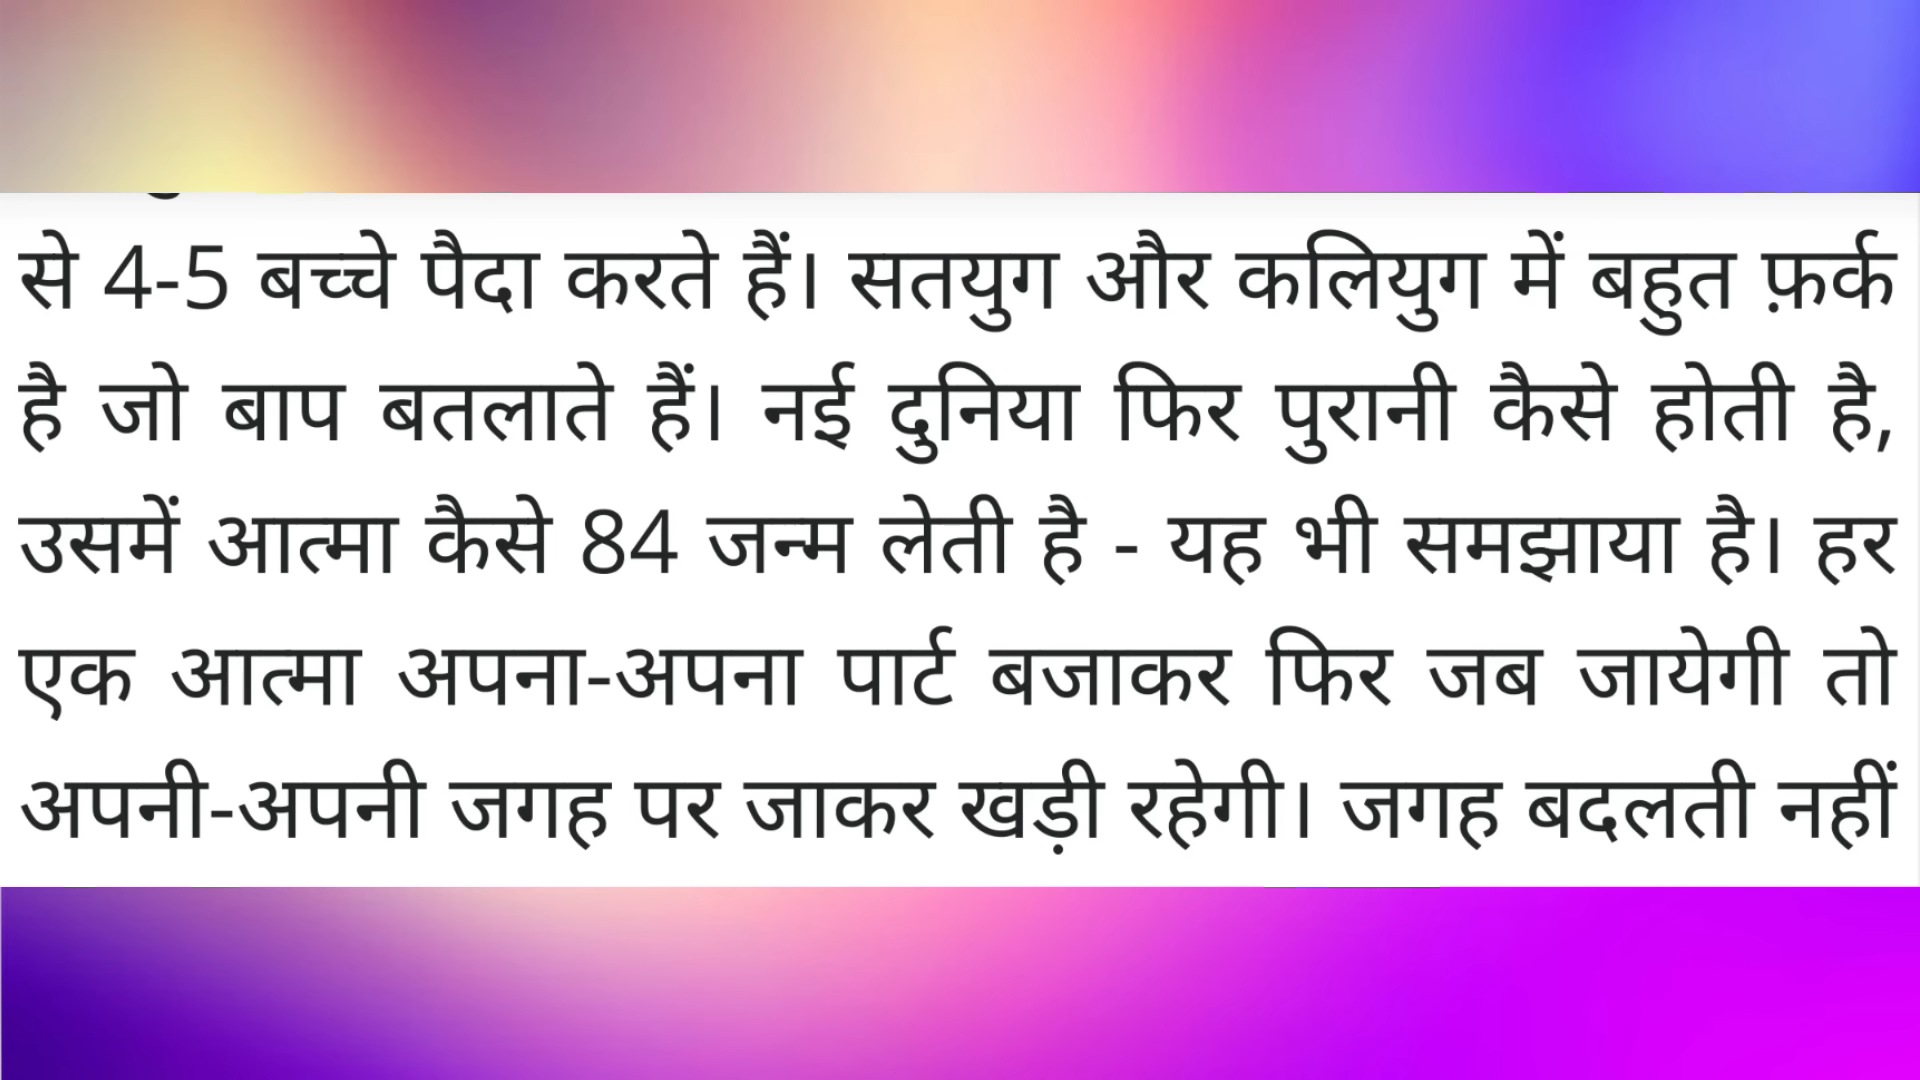 से 4-5 बच्चे पैदा करते हैं। सतयुग और कलियुग में बहुत फ़र्क
है जो बाप बतलाते हैं। नई दुनिया फिर पुरानी कैसे होती है,
उसमें आत्मा कैसे 84 जन्म लेती है - यह भी समझाया है। हर
एक आत्मा अपना-अपना पार्ट बजाकर फिर जब जायेगी तो
अपनी-अपनी जगह पर जाकर खड़ी रहेगी। जगह बदलती नहीं